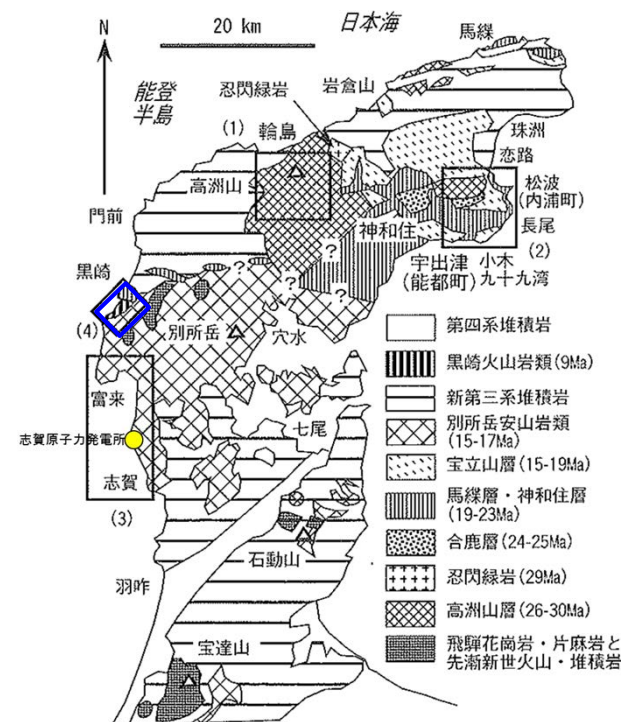 N
20 km
日本海
馬緤
能登
半島
忍閃緑岩
岩倉山
(1)
輪島
珠洲
恋路
高洲山
松波
(内浦町)
門前
神和住
長尾
(2)
黒崎
宇出津
(能都町)
小木
九十九湾
?
?
?
?
(4)
別所岳
穴水
富来
七尾
志賀原子力発電所
志賀
(3)
石動山
羽咋
宝達山
第四系堆積岩
黒崎火山岩類(9Ma)
新第三系堆積岩
別所岳安山岩類
(15-17Ma)
宝立山層(15-19Ma)
馬緤層・神和住層
(19-23Ma)
合鹿層(24-25Ma)
忍閃緑岩(29Ma)
高洲山層(26-30Ma)
飛騨花崗岩・片麻岩と
先漸新世火山・堆積岩